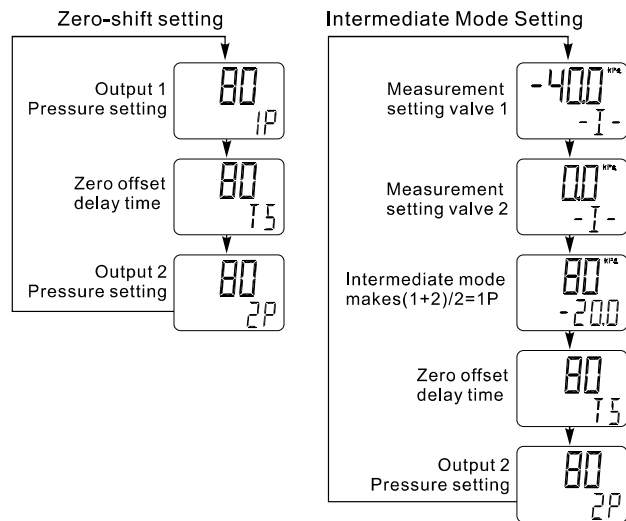 Zero-shift setting
Output 1
Pressure setting
80
1P
Zero offset
delay time
80
T5
Output 2
Pressure setting
80
2P
Intermediate Mode Setting
Measurement
setting valve 1
-40.0 kPa
-I-
Measurement
setting valve 2
0.0 kPa
-I-
Intermediate mode
makes(1+2)/2=1P
80 kPa
-20.0
Zero offset
delay time
80
T5
Output 2
Pressure setting
80
2P